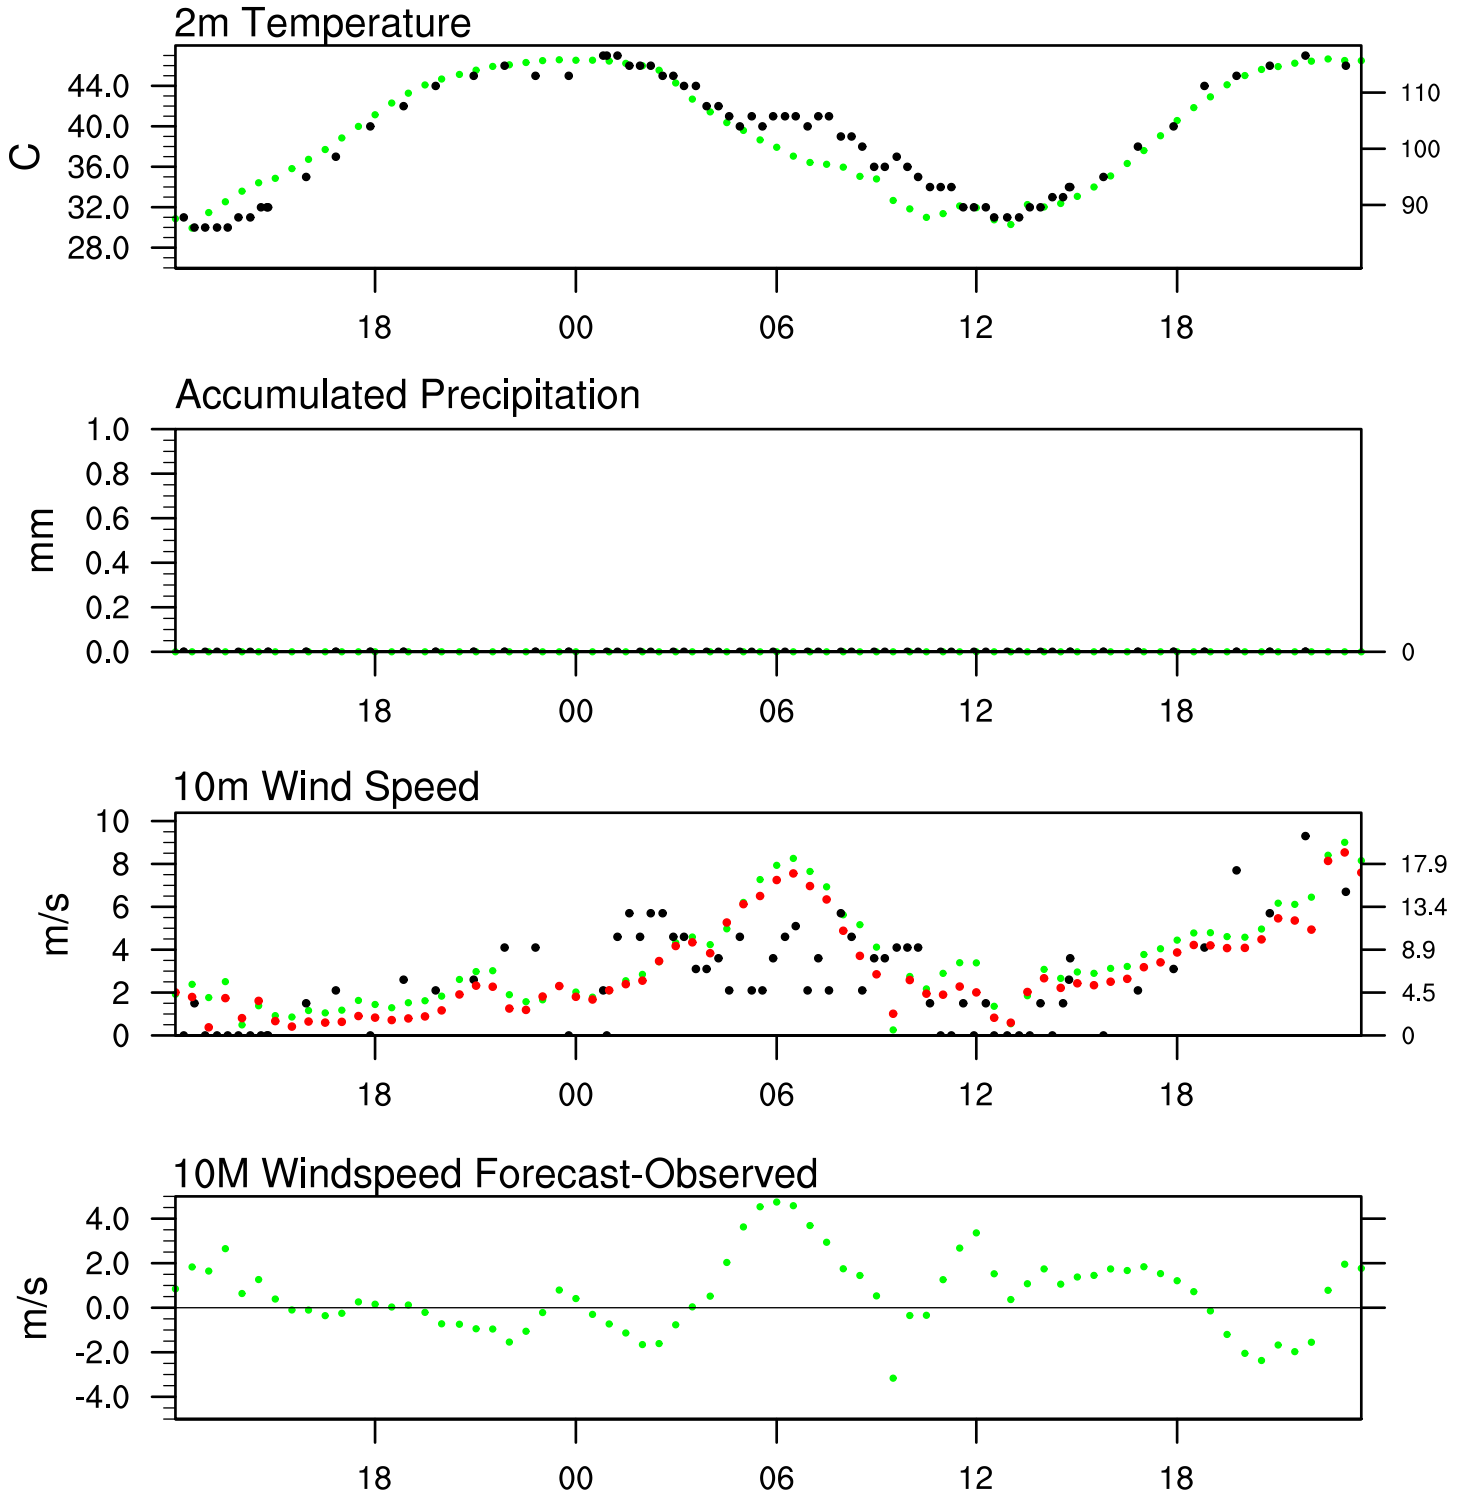 2m Temperature
44.0
40.0
36.0
32.0
28.0
C
110
100
90
18 00 06 12 18
Accumulated Precipitation
1.0
0.8
0.6
0.4
0.2
0.0
mm
0
18 00 06 12 18
10m Wind Speed
10
8
6
4
2
0
m/s
17.9
13.4
8.9
4.5
0
18 00 06 12 18
10M Windspeed Forecast-Observed
4.0
2.0
0.0
-2.0
-4.0
m/s
18 00 06 12 18